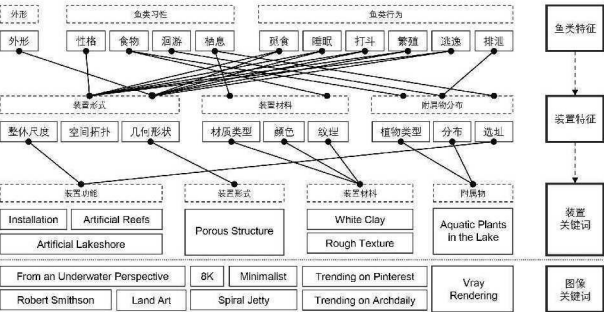 外形
鱼类习性
鱼类行为
外形
性格
食物
洄游
栖息
觅食
睡眠
打斗
繁殖
逃逸
排泄
鱼类特征
装置形式
装置材料
附属物分布
整体尺度
空间拓扑
几何形状
材质类型
颜色
纹理
植物类型
分布
选址
装置特征
装置功能
装置形式
装置材料
附属物
Installation
Artificial Reefs
Artificial Lakeshore
Porous Structure
White Clay
Rough Texture
Aquatic Plants
in the Lake
装置
关键词
From an Underwater Perspective
8K
Minimalist
Trending on Pinterest
Robert Smithson
Land Art
Spiral Jetty
Trending on Archdaily
Vray
Rendering
图像
关键词